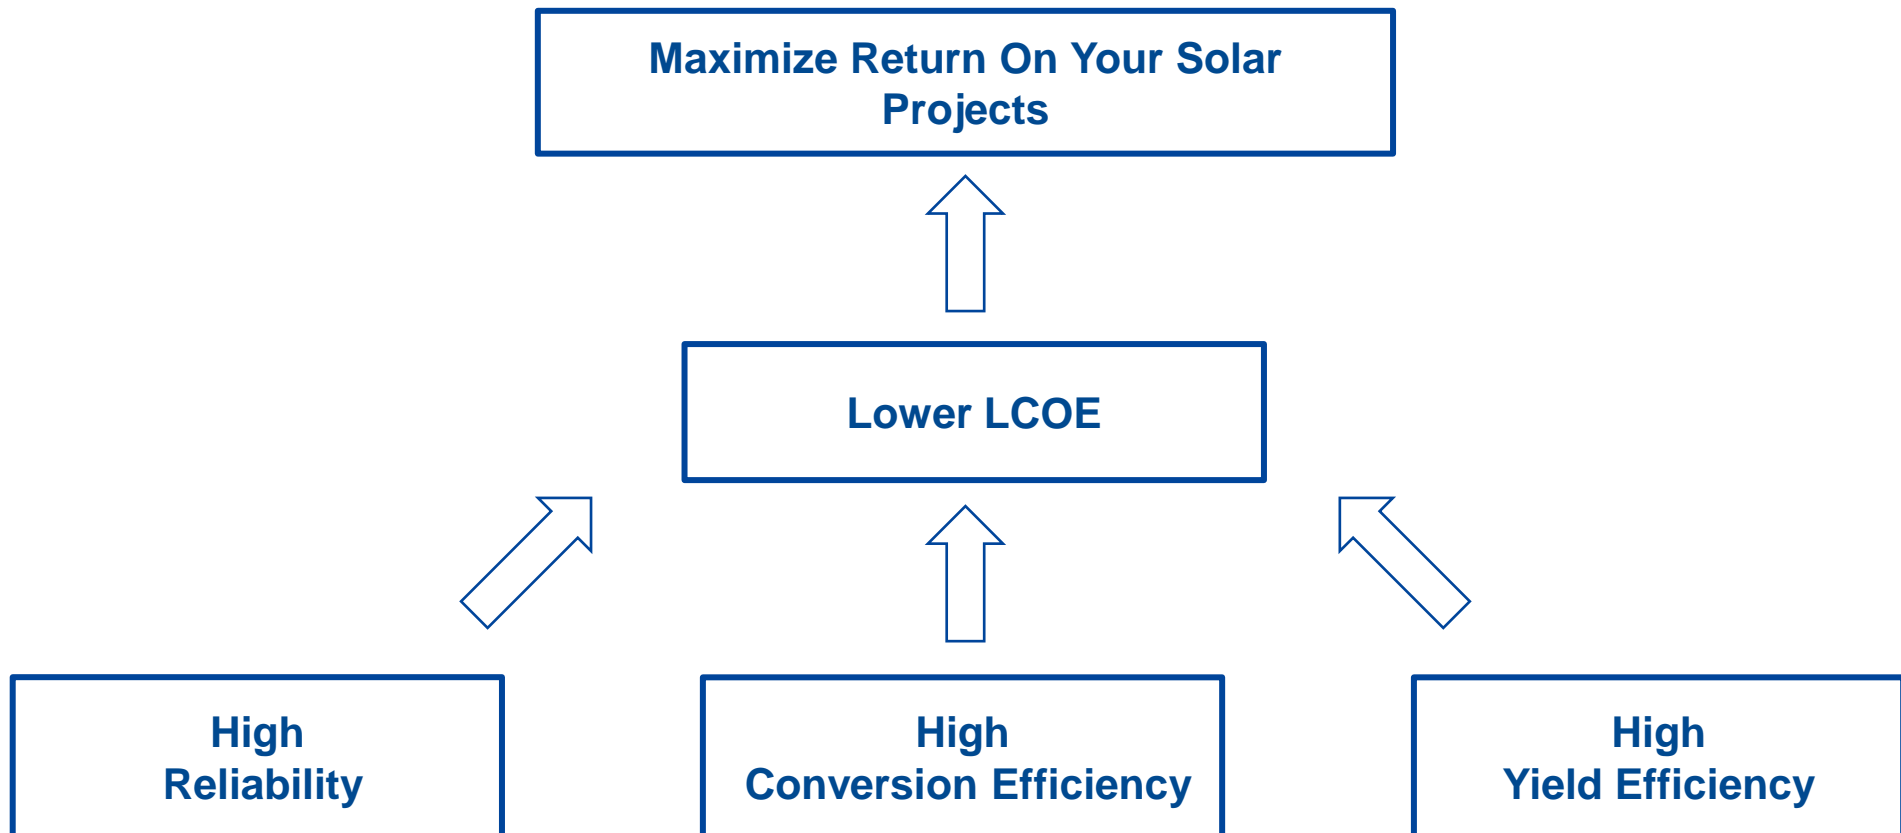 Maximize Return On Your Solar
Projects
Lower LCOE
High
Reliability
High
Conversion Efficiency
High
Yield Efficiency